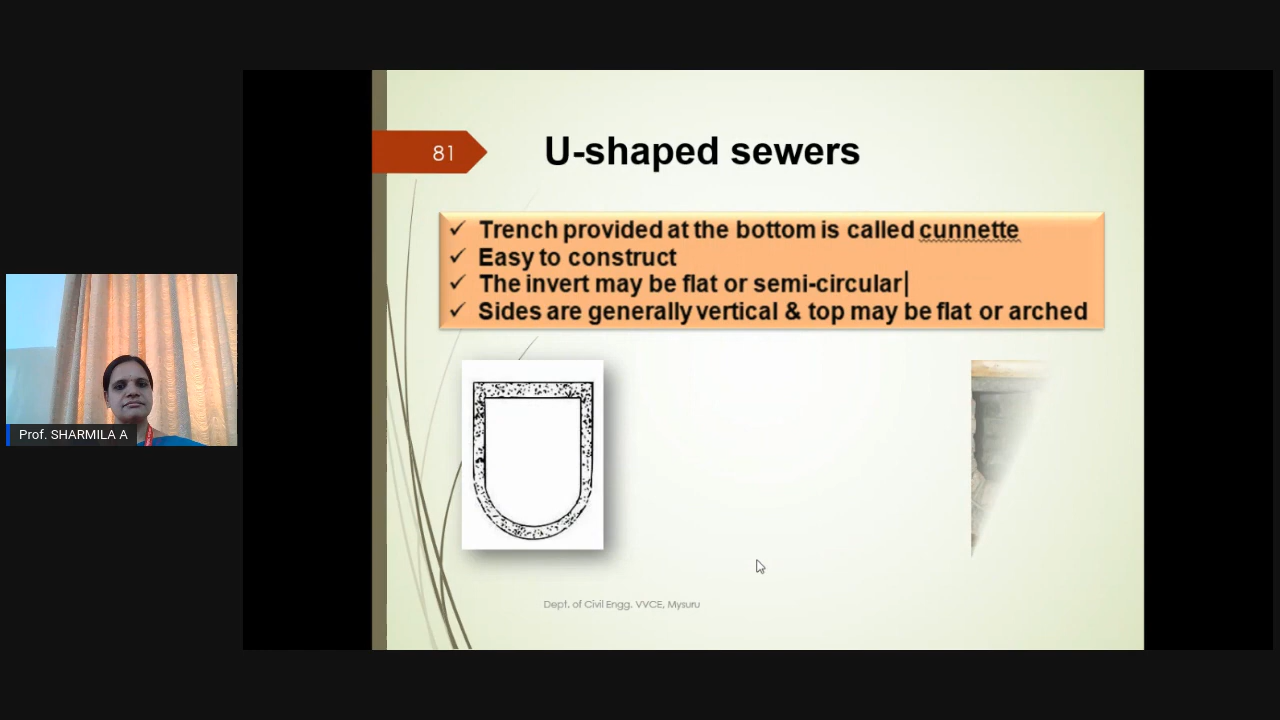 81
U-shaped sewers
✓ Trench provided at the bottom is called cunnette
✓ Easy to construct
✓ The invert may be flat or semi-circular
✓ Sides are generally vertical & top may be flat or arched
Prof. SHARMILA A
Dept. of Civil Engg. VVCE, Mysuru